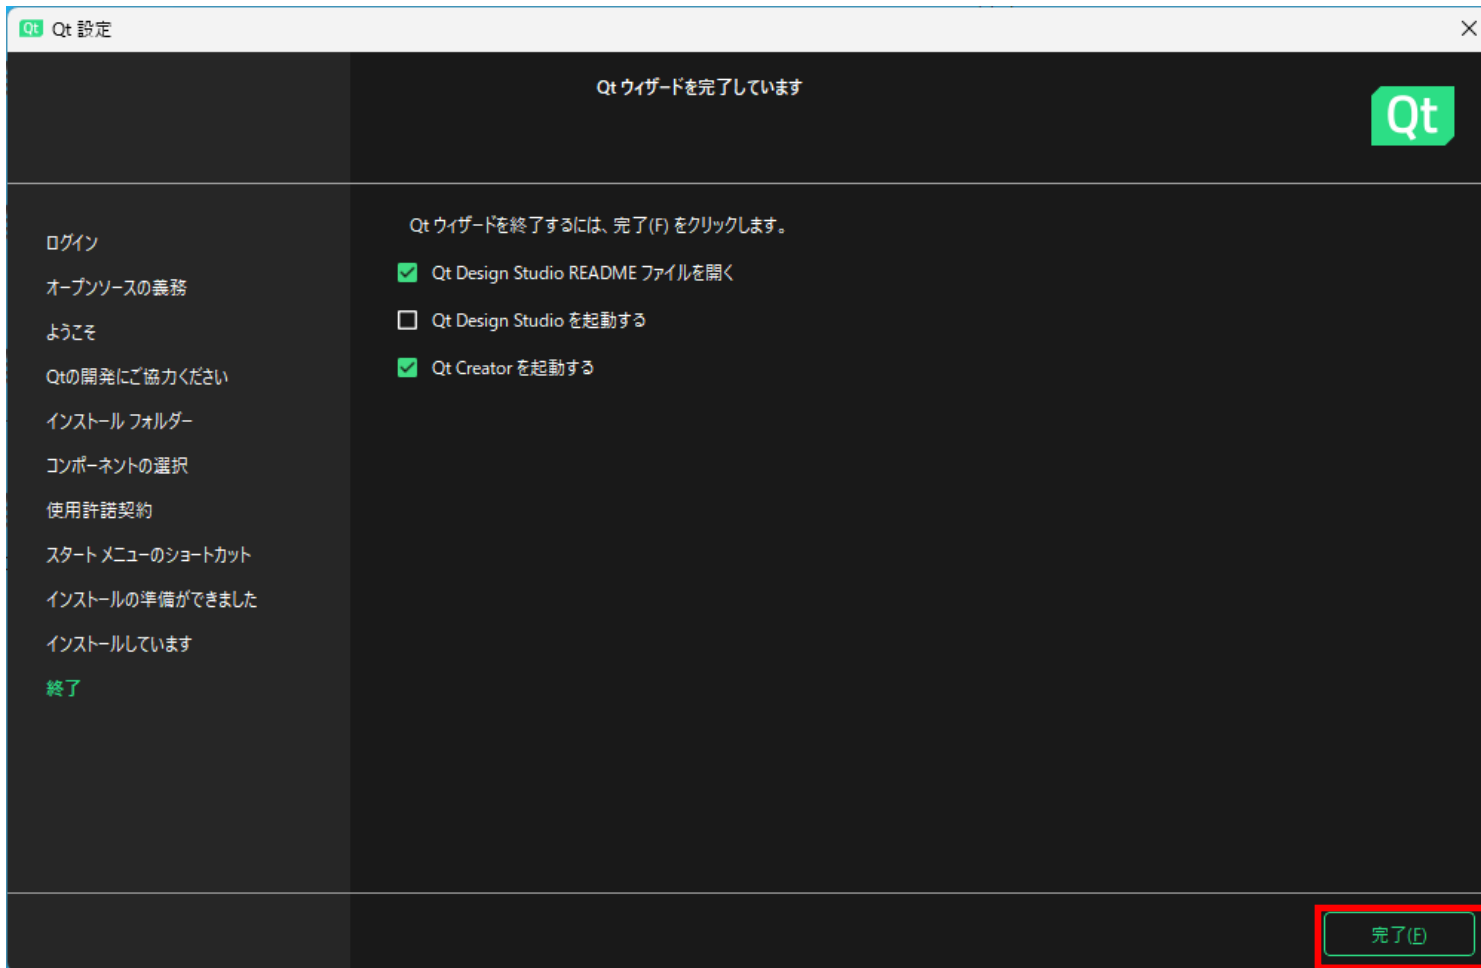 Qt Qt 設定
Qt ウィザードを完了しています
Qt
ログイン
オープンソースの義務
ようこそ
Qtの開発にご協力ください
インストール フォルダー
コンポーネントの選択
使用許諾契約
スタート メニューのショートカット
インストールの準備ができました
インストールしています
終了
Qt ウィザードを終了するには、完了(F) をクリックします。
Qt Design Studio README ファイルを開く
Qt Design Studio を起動する
Qt Creator を起動する
完了(F)